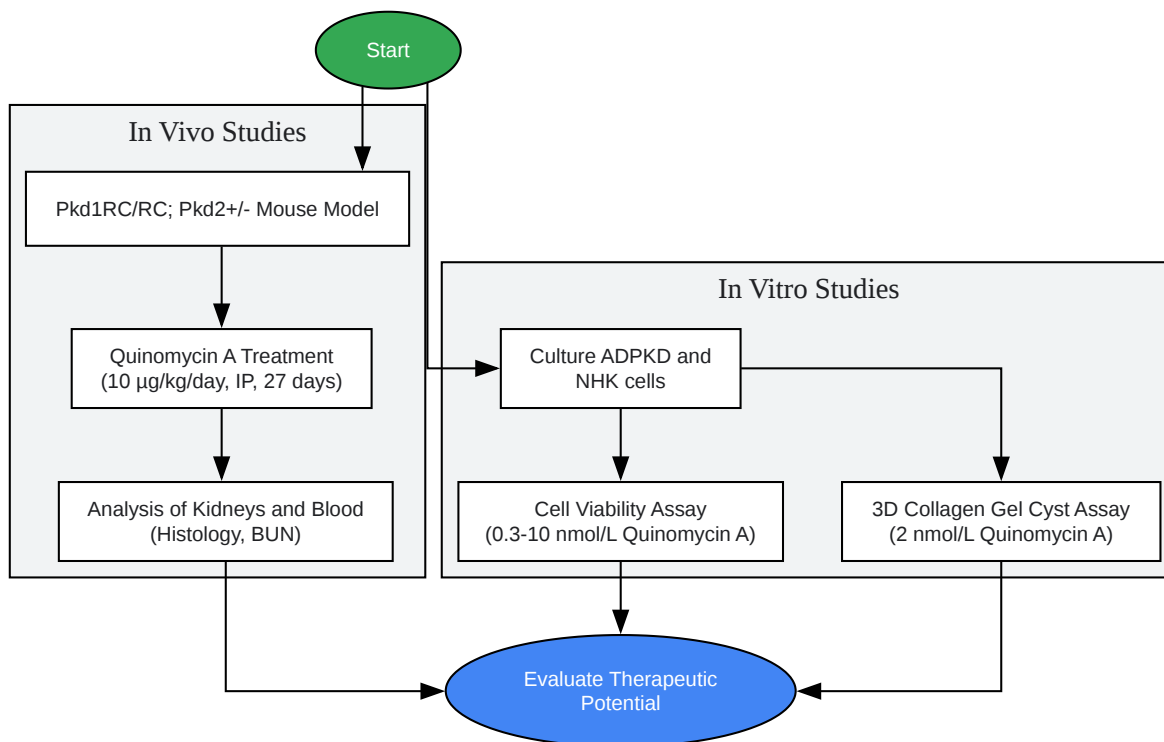 Start
In Vivo Studies
Pkd1RC/RC; Pkd2+/- Mouse Model
Quinomycin A Treatment
(10 µg/kg/day, IP, 27 days)
Analysis of Kidneys and Blood
(Histology, BUN)
In Vitro Studies
Culture ADPKD and
NHK cells
Cell Viability Assay
(0.3-10 nmol/L Quinomycin A)
3D Collagen Gel Cyst Assay
(2 nmol/L Quinomycin A)
Evaluate Therapeutic
Potential